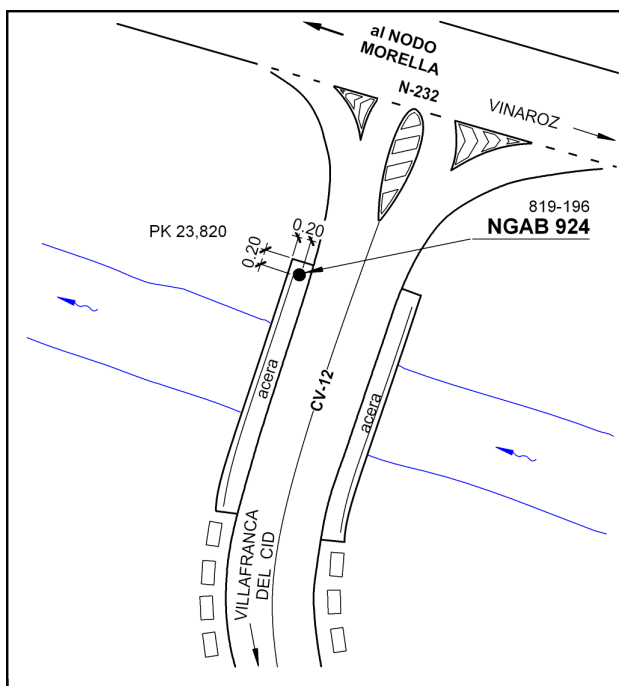 al NODO
MORELLA
N-232
VINAROZ
819-196
NGAB 924
PK 23,820
0.20
0.20
acera
CV-12
acera
VILLAFRANCA
DEL CID